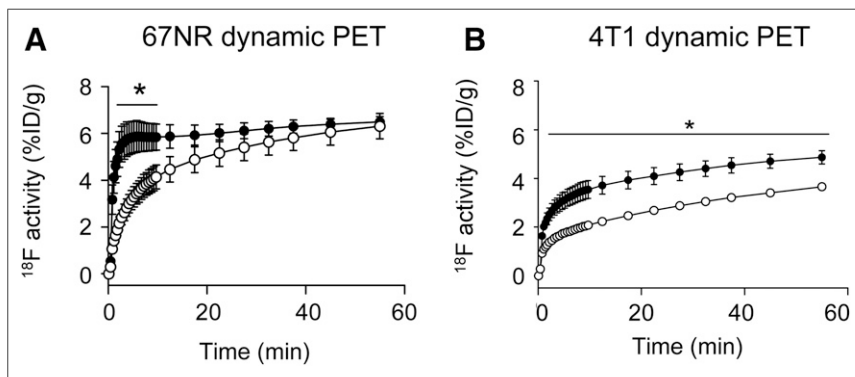 A
67NR dynamic PET
*
8
6
4
2
0
¹⁸F activity (%ID/g)
0
20
40
60
Time (min)
B
4T1 dynamic PET
*
8
6
4
2
0
¹⁸F activity (%ID/g)
0
20
40
60
Time (min)